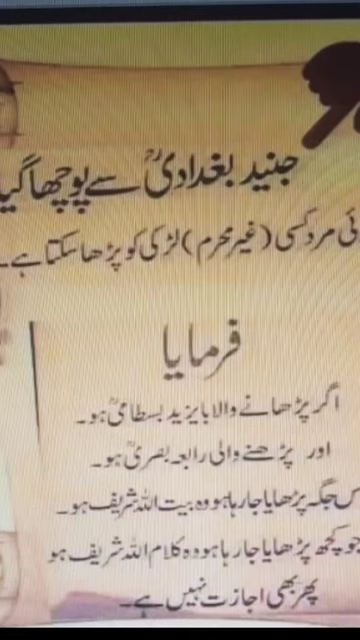 جنید بغدادیؒ سے پوچھا گیا
ئی مرد کسی (غیر محرم) لڑکی کو پڑھا سکتا ہے۔
فرمایا
اگر پڑھانے والا بایزید بسطامیؒ ہو۔
اور پڑھنے والی رابعہ بصریؒ ہو۔
س جگہ پڑھایا جا رہا ہو وہ بیت اللہ شریف ہو۔
جو کچھ پڑھایا جا رہا ہو وہ کلام اللہ شریف ہو
پھر بھی اجازت نہیں ہے۔